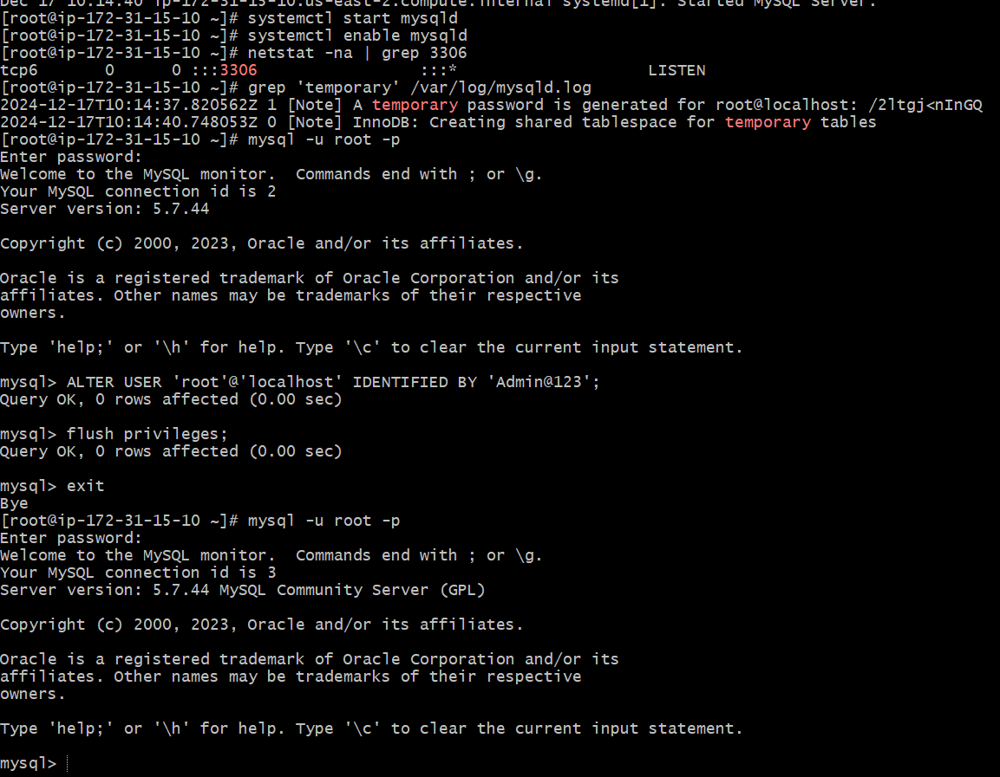 Dec 17 10:14:40 ip-172-31-15-10.us-east-2.compute.internal systemd[1]: Started MySQL Server.
[root@ip-172-31-15-10 ~]# systemctl start mysqld
[root@ip-172-31-15-10 ~]# systemctl enable mysqld
[root@ip-172-31-15-10 ~]# netstat -na | grep 3306
tcp6       0      0 :::3306                 :::*                    LISTEN
[root@ip-172-31-15-10 ~]# grep 'temporary' /var/log/mysqld.log
2024-12-17T10:14:37.820562Z 1 [Note] A temporary password is generated for root@localhost: /2ltgj<nInGQ
2024-12-17T10:14:40.748053Z 0 [Note] InnoDB: Creating shared tablespace for temporary tables
[root@ip-172-31-15-10 ~]# mysql -u root -p
Enter password:
Welcome to the MySQL monitor.  Commands end with ; or \g.
Your MySQL connection id is 2
Server version: 5.7.44

Copyright (c) 2000, 2023, Oracle and/or its affiliates.

Oracle is a registered trademark of Oracle Corporation and/or its
affiliates. Other names may be trademarks of their respective
owners.

Type 'help;' or '\h' for help. Type '\c' to clear the current input statement.

mysql> ALTER USER 'root'@'localhost' IDENTIFIED BY 'Admin@123';
Query OK, 0 rows affected (0.00 sec)

mysql> flush privileges;
Query OK, 0 rows affected (0.00 sec)

mysql> exit
Bye
[root@ip-172-31-15-10 ~]# mysql -u root -p
Enter password:
Welcome to the MySQL monitor.  Commands end with ; or \g.
Your MySQL connection id is 3
Server version: 5.7.44 MySQL Community Server (GPL)

Copyright (c) 2000, 2023, Oracle and/or its affiliates.

Oracle is a registered trademark of Oracle Corporation and/or its
affiliates. Other names may be trademarks of their respective
owners.

Type 'help;' or '\h' for help. Type '\c' to clear the current input statement.

mysql>